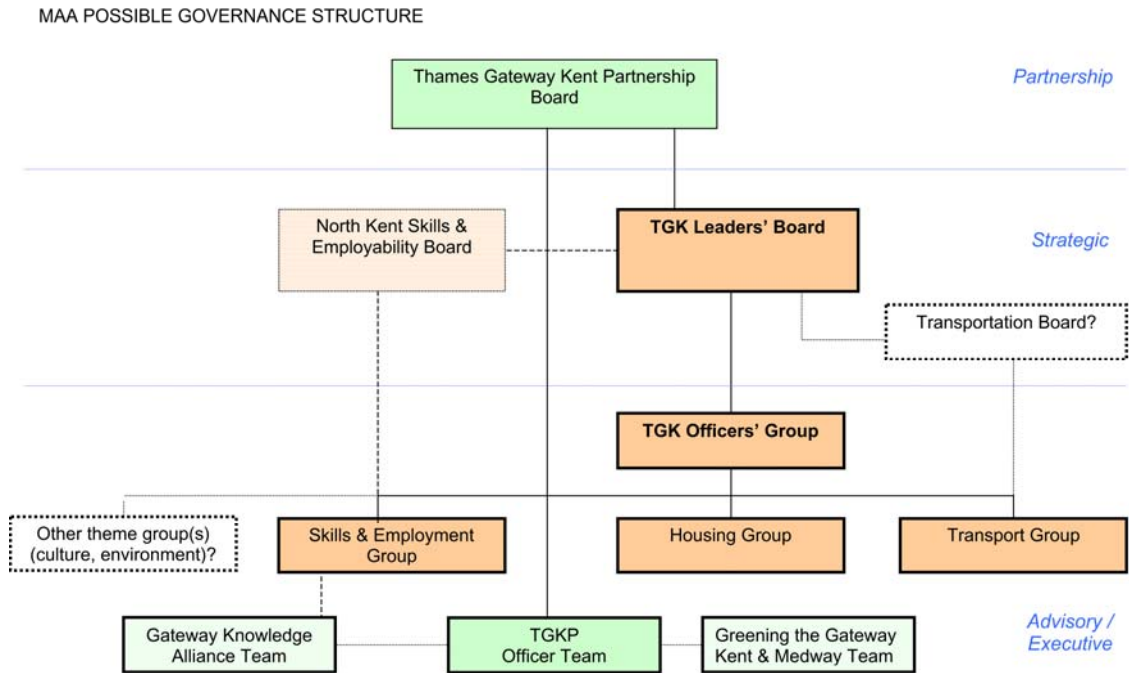 MAA POSSIBLE GOVERNANCE STRUCTURE
Thames Gateway Kent Partnership
Board
Partnership
North Kent Skills &
Employability Board
TGK Leaders’ Board
Strategic
Transportation Board?
TGK Officers’ Group
Other theme group(s)
(culture, environment)?
Skills & Employment
Group
Housing Group
Transport Group
Gateway Knowledge
Alliance Team
TGKP
Officer Team
Greening the Gateway
Kent & Medway Team
Advisory /
Executive